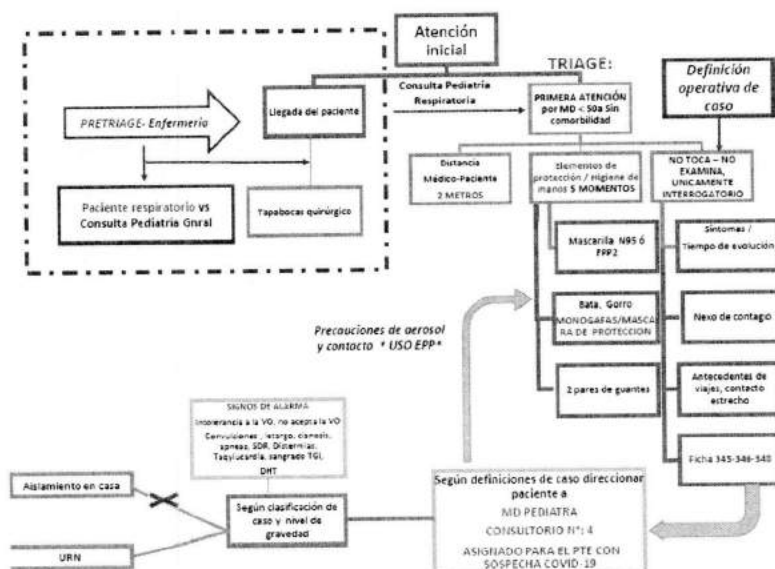 Atención
inicial
TRIAGE:
Consulta Pediatría
Respiratoria
Definición
operativa de
caso
PRETRIAGE- Enfermería
Llegada del paciente
PRIMERA ATENCIÓN
por MD < 50a Sin
comorbilidad
Paciente respiratorio vs
Consulta Pediatría Gnral
Tapabocas quirúrgico
Distancia
Médico-Paciente
2 METROS
Elementos de
protección / Higiene de
manos 5 MOMENTOS
NO TOCA – NO
EXAMINA,
UNICAMENTE
INTERROGATORIO
Mascarilla N95 ó
FPP2
Síntomas /
Tiempo de evolución
Bata, Gorro
MONOGAFAS/MASCA
RA DE PROTECCION
Nexo de contagio
Precauciones de aerosol
y contacto * USO EPP*
2 pares de guantes
Antecedentes de
viajes, contacto
estrecho
Ficha 345-346-348
SIGNOS DE ALARMA
Intolerancia a la VO, no acepta la VO
Convulsiones, letargo, cianosis,
apneas, SDR, Distermias,
Taqylucardia, sangrado TGI,
DHT
Aislamiento en casa
Según clasificación de
caso y nivel de
gravedad
URN
Según definiciones de caso direccionar
paciente a
MD PEDIATRA
CONSULTORIO N°: 4
ASIGNADO PARA EL PTE CON
SOSPECHA COVID-19